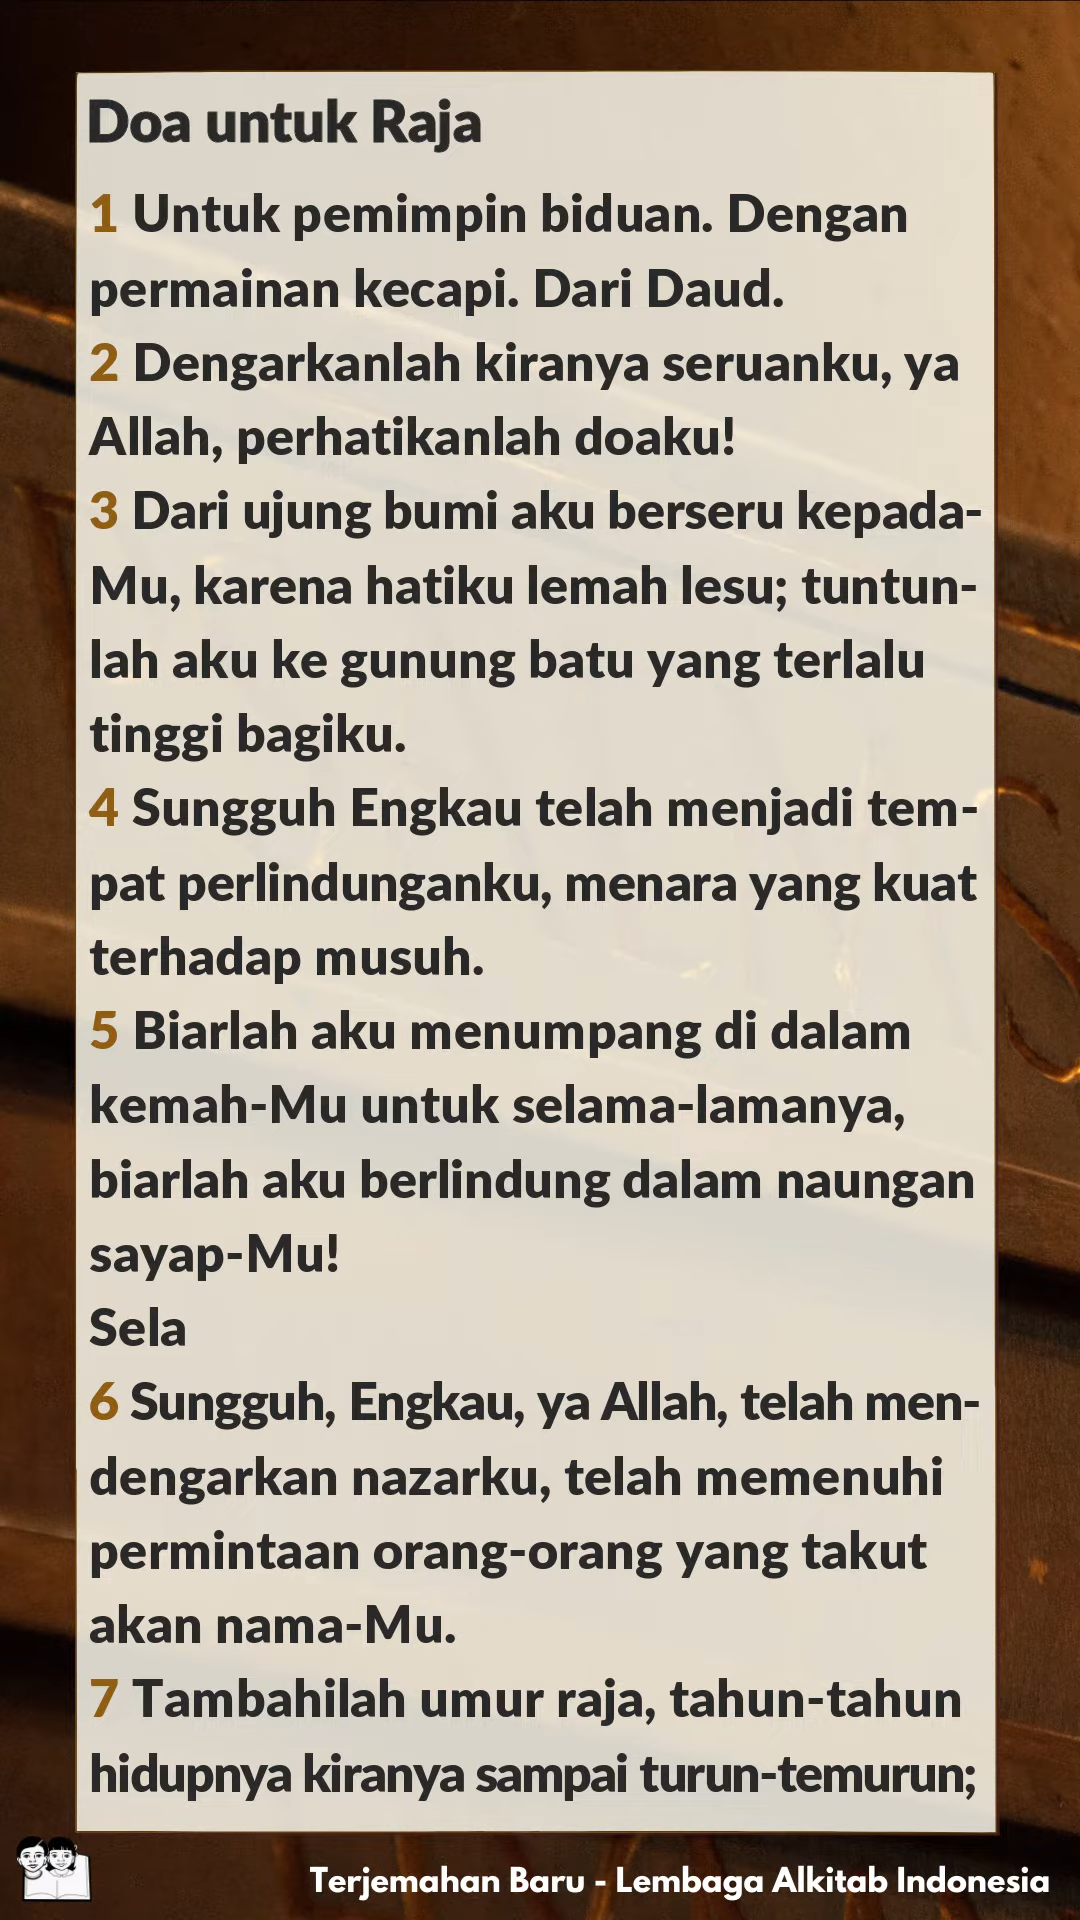 Doa untuk Raja
1 Untuk pemimpin biduan. Dengan
permainan kecapi. Dari Daud.
2 Dengarkanlah kiranya seruanku, ya
Allah, perhatikanlah doaku!
3 Dari ujung bumi aku berseru kepada-
Mu, karena hatiku lemah lesu; tuntun-
lah aku ke gunung batu yang terlalu
tinggi bagiku.
4 Sungguh Engkau telah menjadi tem-
pat perlindunganku, menara yang kuat
terhadap musuh.
5 Biarlah aku menumpang di dalam
kemah-Mu untuk selama-lamanya,
biarlah aku berlindung dalam naungan
sayap-Mu!
Sela
6 Sungguh, Engkau, ya Allah, telah men-
dengarkan nazarku, telah memenuhi
permintaan orang-orang yang takut
akan nama-Mu.
7 Tambahilah umur raja, tahun-tahun
hidupnya kiranya sampai turun-temurun;
Terjemahan Baru - Lembaga Alkitab Indonesia